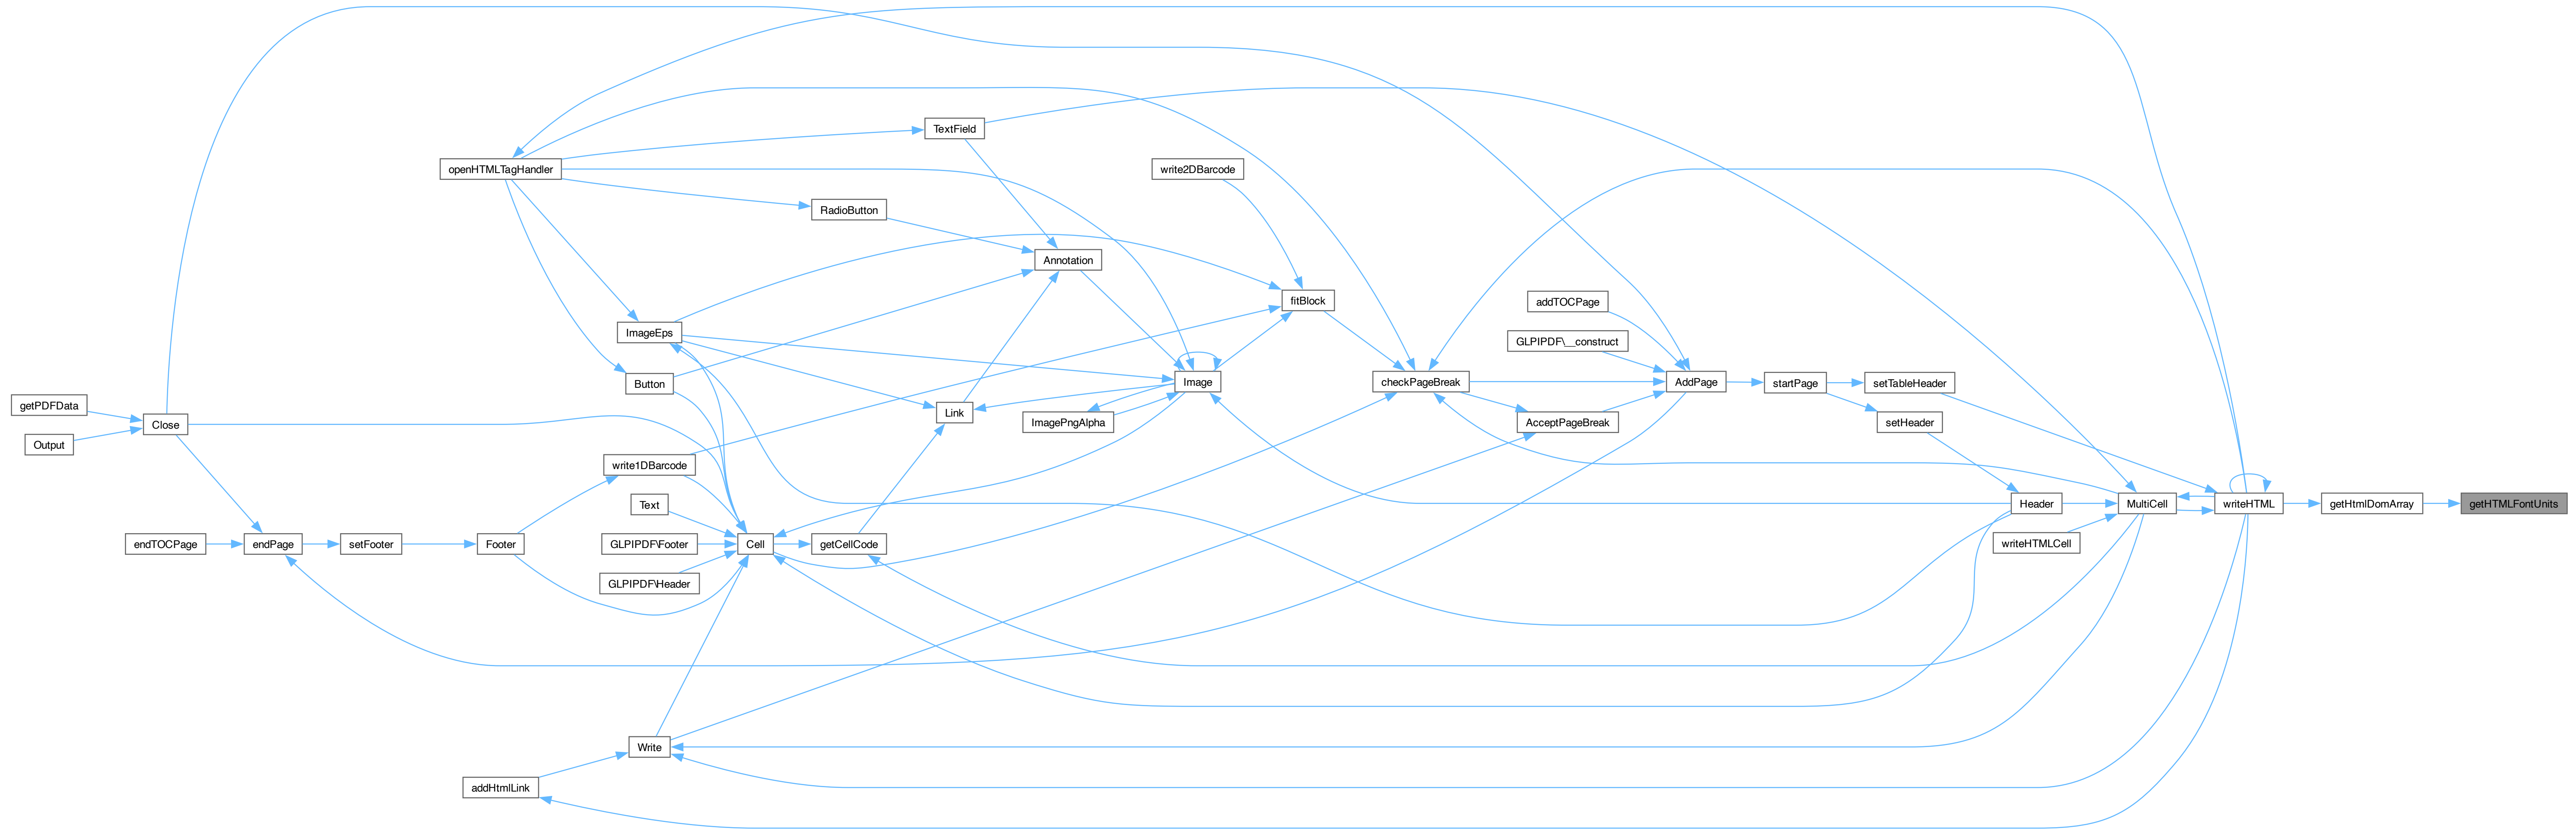 TextField
openHTMLTagHandler
write2DBarcode
RadioButton
Annotation
fitBlock
addTOCPage
ImageEps
GLPIPDF\__construct
Button
Image
checkPageBreak
AddPage
startPage
setTableHeader
getPDFData
Close
Link
ImagePngAlpha
AcceptPageBreak
setHeader
Output
write1DBarcode
Text
Header
MultiCell
writeHTML
getHtmlDomArray
getHTMLFontUnits
endTOCPage
endPage
setFooter
Footer
GLPIPDF\Footer
Cell
getCellCode
writeHTMLCell
GLPIPDF\Header
Write
addHtmlLink